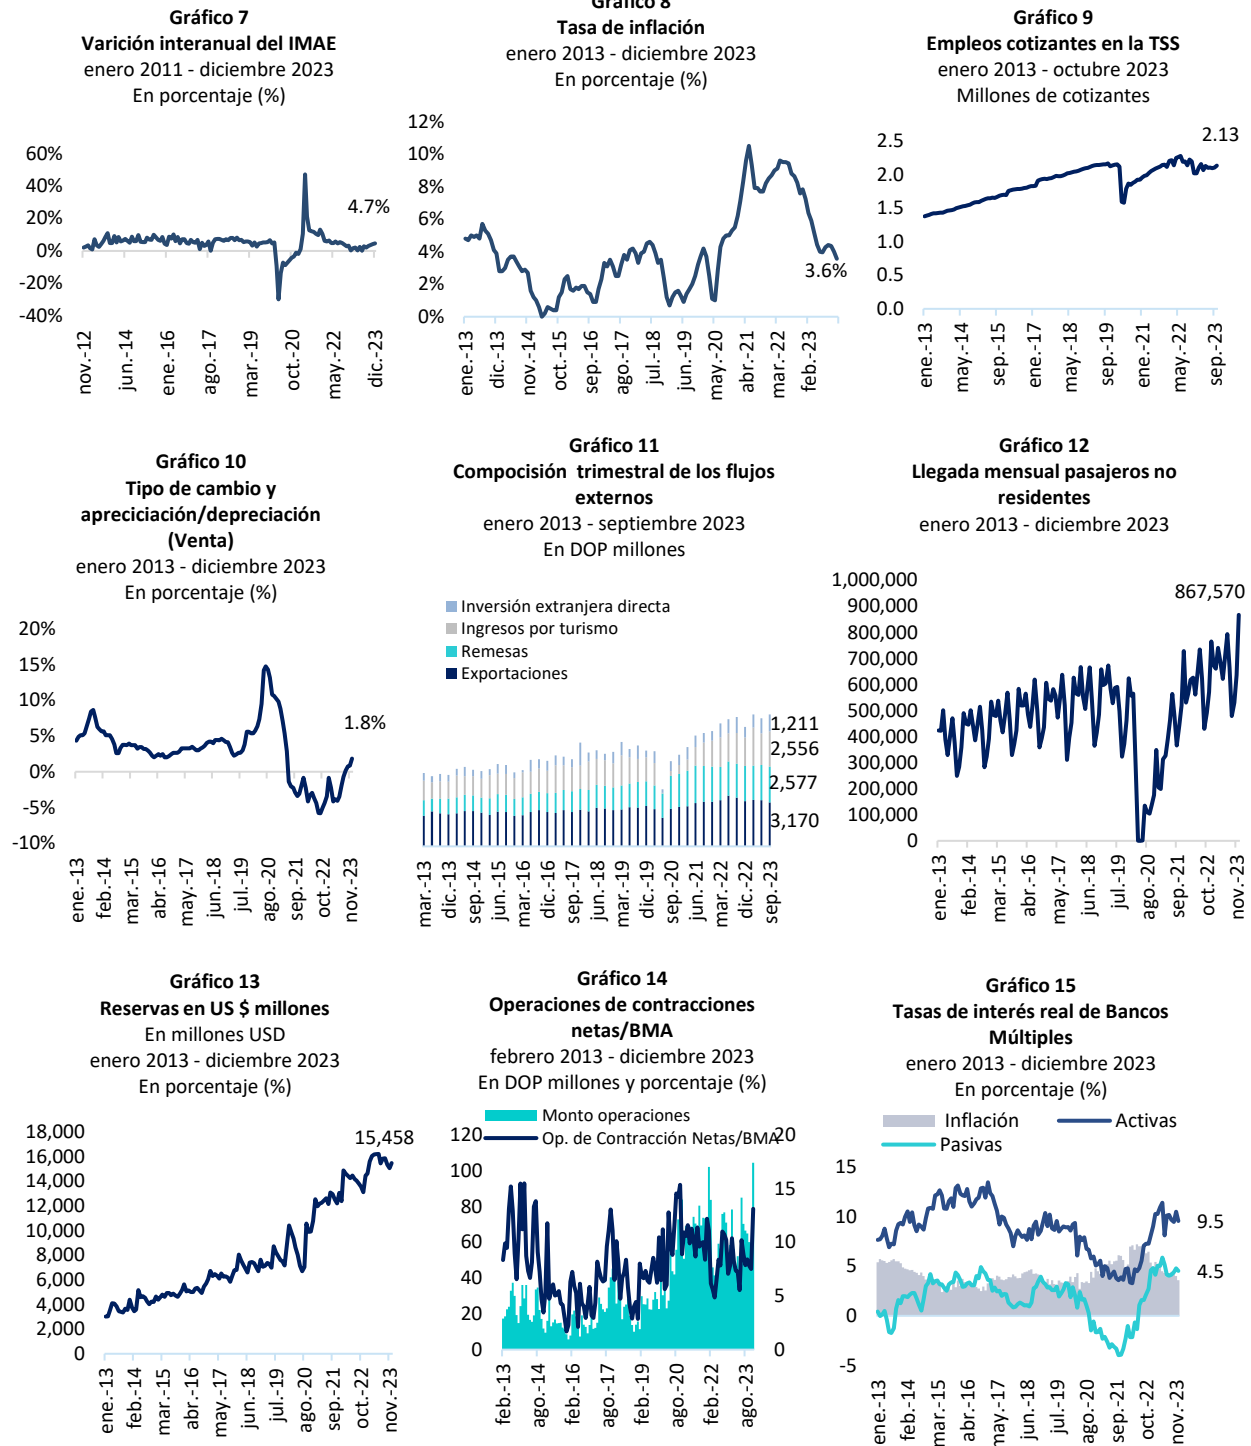 Gráfico 7
Varición interanual del IMAE
enero 2011 - diciembre 2023
En porcentaje (%)
60%
40%
20%
0%
-20%
-40%
4.7%
nov.-12
jun.-14
ene.-16
ago.-17
mar.-19
oct.-20
may.-22
dic.-23
Gráfico 8
Tasa de inflación
enero 2013 - diciembre 2023
En porcentaje (%)
12%
10%
8%
6%
4%
2%
0%
3.6%
ene.-13
dic.-13
nov.-14
oct.-15
sep.-16
ago.-17
jul.-18
jun.-19
may.-20
abr.-21
mar.-22
feb.-23
Gráfico 9
Empleos cotizantes en la TSS
enero 2013 - octubre 2023
Millones de cotizantes
2.5
2.0
1.5
1.0
0.5
0.0
2.13
ene.-13
may.-14
sep.-15
ene.-17
may.-18
sep.-19
ene.-21
may.-22
sep.-23
Gráfico 10
Tipo de cambio y
apreciciación/depreciación
(Venta)
enero 2013 - diciembre 2023
En porcentaje (%)
20%
15%
10%
5%
0%
-5%
-10%
1.8%
ene.-13
feb.-14
mar.-15
abr.-16
may.-17
jun.-18
jul.-19
ago.-20
sep.-21
oct.-22
nov.-23
Gráfico 11
Compocisión  trimestral de los flujos
externos
enero 2013 - septiembre 2023
En DOP millones
Inversión extranjera directa
Ingresos por turismo
Remesas
Exportaciones
1,211
2,556
2,577
3,170
mar.-13
dic.-13
sep.-14
jun.-15
mar.-16
dic.-16
sep.-17
jun.-18
mar.-19
dic.-19
sep.-20
jun.-21
mar.-22
dic.-22
sep.-23
Gráfico 12
Llegada mensual pasajeros no
residentes
enero 2013 - diciembre 2023
1,000,000
900,000
800,000
700,000
600,000
500,000
400,000
300,000
200,000
100,000
0
867,570
ene.-13
feb.-14
mar.-15
abr.-16
may.-17
jun.-18
jul.-19
ago.-20
sep.-21
oct.-22
nov.-23
Gráfico 13
Reservas en US $ millones
En millones USD
enero 2013 - diciembre 2023
En porcentaje (%)
18,000
16,000
14,000
12,000
10,000
8,000
6,000
4,000
2,000
0
15,458
ene.-13
feb.-14
mar.-15
abr.-16
may.-17
jun.-18
jul.-19
ago.-20
sep.-21
oct.-22
nov.-23
Gráfico 14
Operaciones de contracciones
netas/BMA
febrero 2013 - diciembre 2023
En DOP millones y porcentaje (%)
Monto operaciones
Op. de Contracción Netas/BMA
120
100
80
60
40
20
0
20
15
10
5
0
feb.-13
ago.-14
feb.-16
ago.-17
feb.-19
ago.-20
feb.-22
ago.-23
Gráfico 15
Tasas de interés real de Bancos
Múltiples
enero 2013 - diciembre 2023
En porcentaje (%)
Inflación
Activas
Pasivas
15
10
5
0
-5
9.5
4.5
ene.-13
feb.-14
mar.-15
abr.-16
may.-17
jun.-18
jul.-19
ago.-20
sep.-21
oct.-22
nov.-23